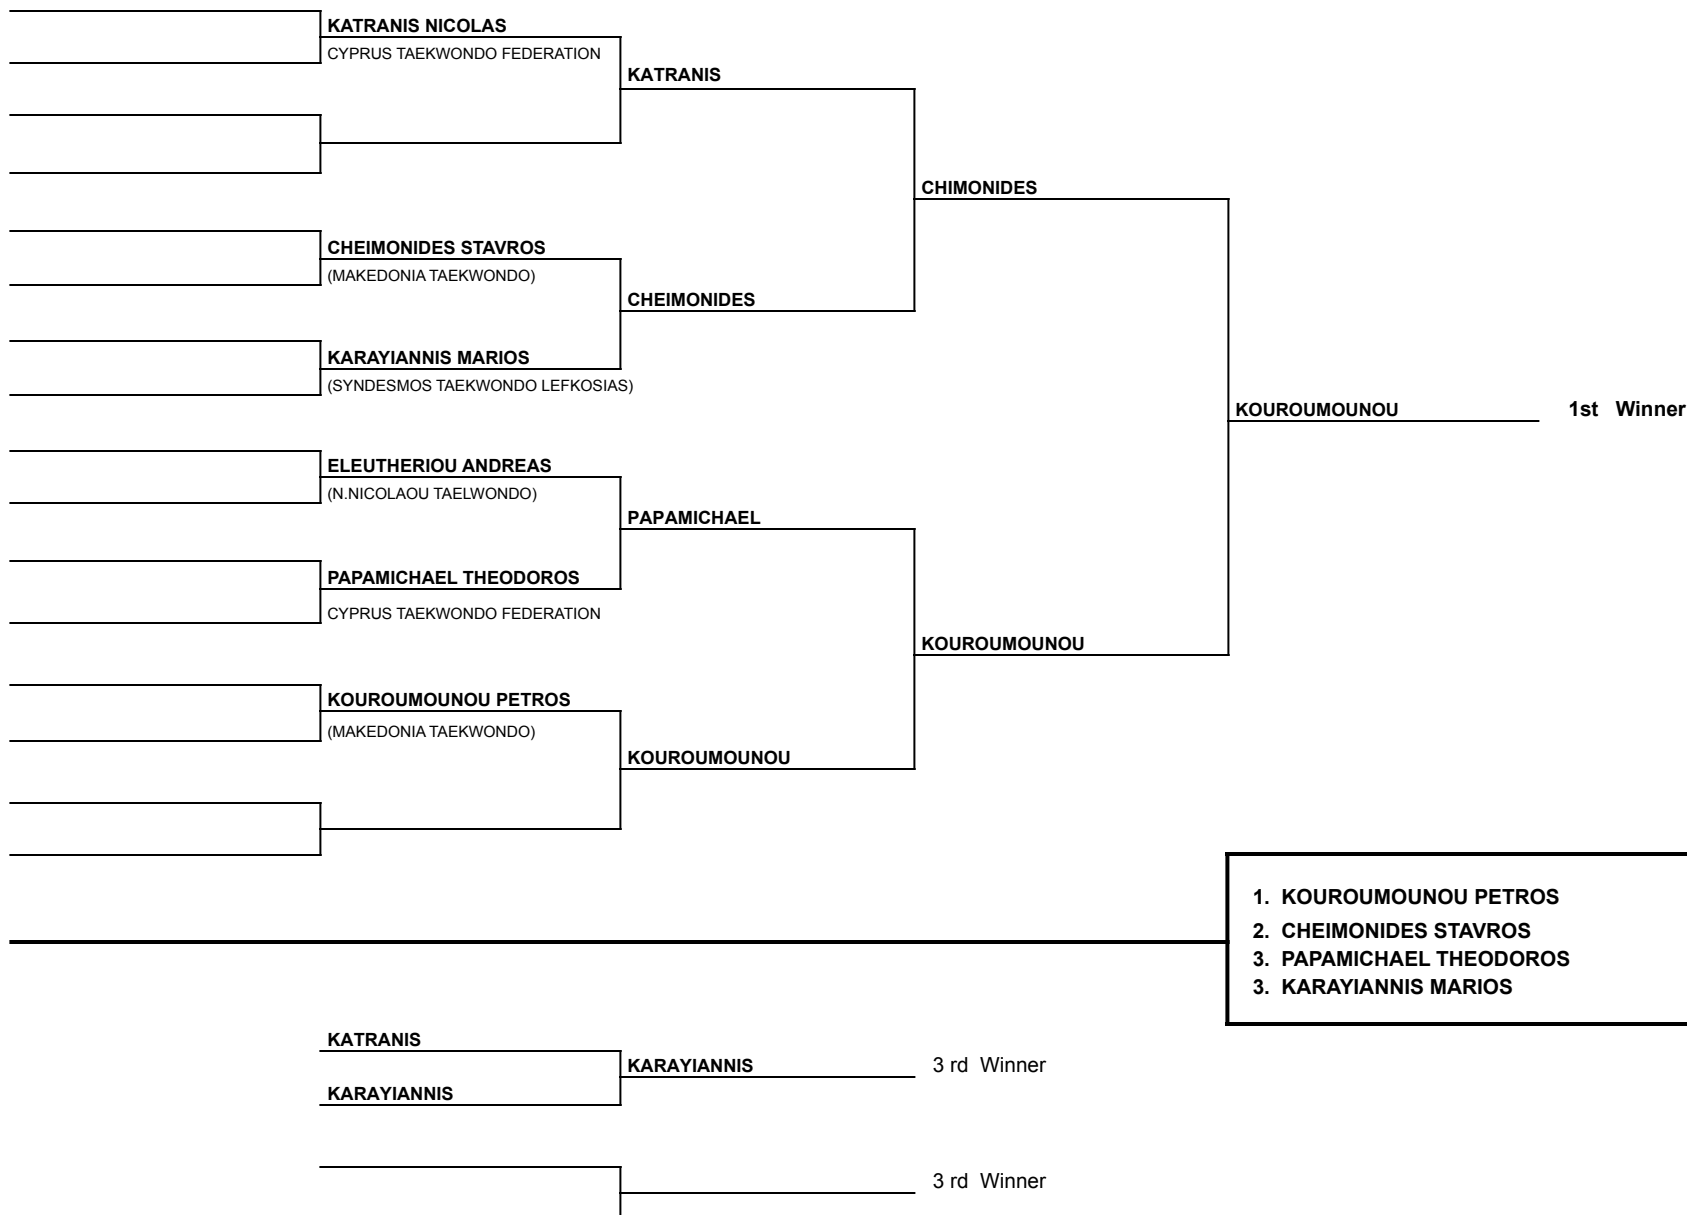 KATRANIS NICOLAS
CYPRUS TAEKWONDO FEDERATION
KATRANIS
CHIMONIDES
CHEIMONIDES STAVROS
(MAKEDONIA TAEKWONDO)
CHEIMONIDES
KARAYIANNIS MARIOS
(SYNDESMOS TAEKWONDO LEFKOSIAS)
KOUROUMOUNOU 1st Winner
ELEUTHERIOU ANDREAS
(N.NICOLAOU TAELWONDO)
PAPAMICHAEL
PAPAMICHAEL THEODOROS
CYPRUS TAEKWONDO FEDERATION
KOUROUMOUNOU
KOUROUMOUNOU PETROS
(MAKEDONIA TAEKWONDO)
KOUROUMOUNOU
1. KOUROUMOUNOU PETROS
2. CHEIMONIDES STAVROS
3. PAPAMICHAEL THEODOROS
3. KARAYIANNIS MARIOS
KATRANIS
KARAYIANNIS 3 rd Winner
KARAYIANNIS
3 rd Winner